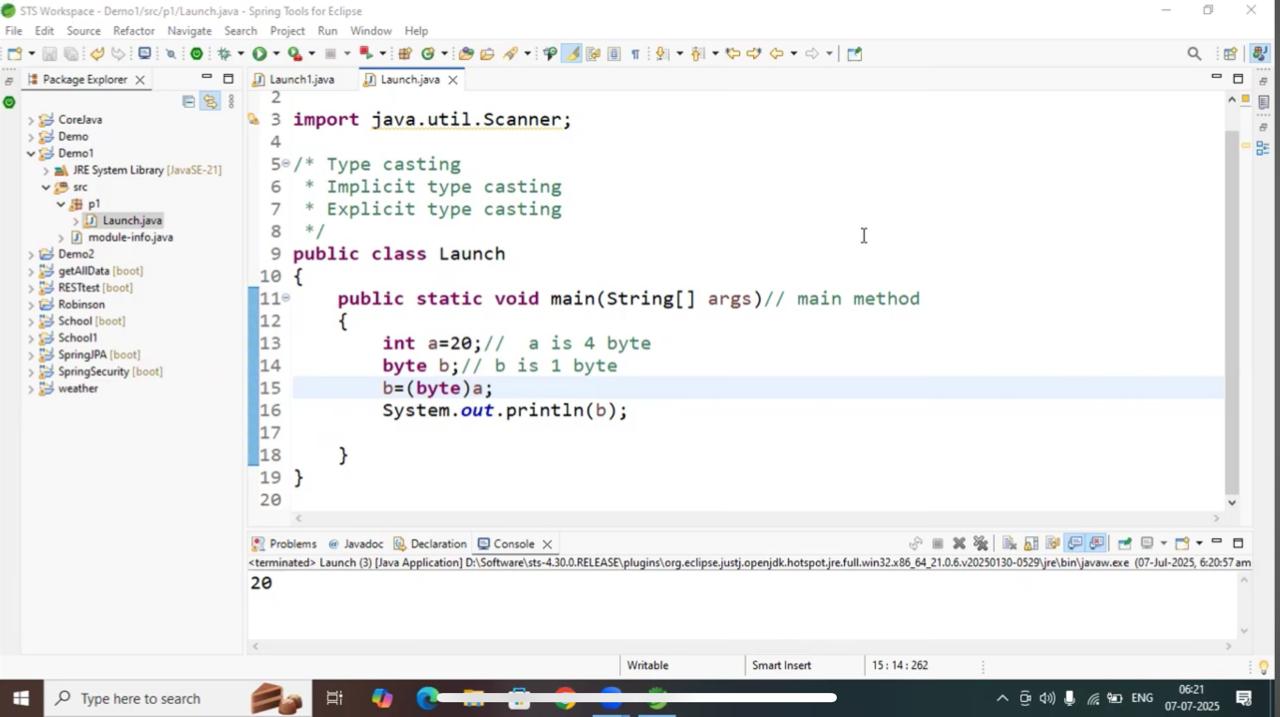 STS Workspace - Demo1/src/p1/Launch.java - Spring Tools for Eclipse
File Edit Source Refactor Navigate Search Project Run Window Help
Package Explorer
CoreJava
Demo
Demo1
JRE System Library [JavaSE-21]
src
p1
Launch.java
module-info.java
Demo2
getAllData [boot]
RESTtest [boot]
Robinson
School [boot]
School1
SpringJPA [boot]
SpringSecurity [boot]
weather
Launch1.java Launch.java
2
3 import java.util.Scanner;
4
5 /* Type casting
6 * Implicit type casting
7 * Explicit type casting
8 */
9 public class Launch
10 {
11 public static void main(String[] args)// main method
12 {
13 int a=20;// a is 4 byte
14 byte b;// b is 1 byte
15 b=(byte)a;
16 System.out.println(b);
17
18 }
19 }
20
Problems Javadoc Declaration Console
<terminated> Launch (3) [Java Application] D:\Software\sts-4.30.0.RELEASE\plugins\org.eclipse.justj.openjdk.hotspot.jre.full.win32.x86_64_21.0.6.v20250130-0529\jre\bin\javaw.exe (07-Jul-2025, 6:20:57 am
20
Writable Smart Insert 15 : 14 : 262
Type here to search
ENG
06:21
07-07-2025